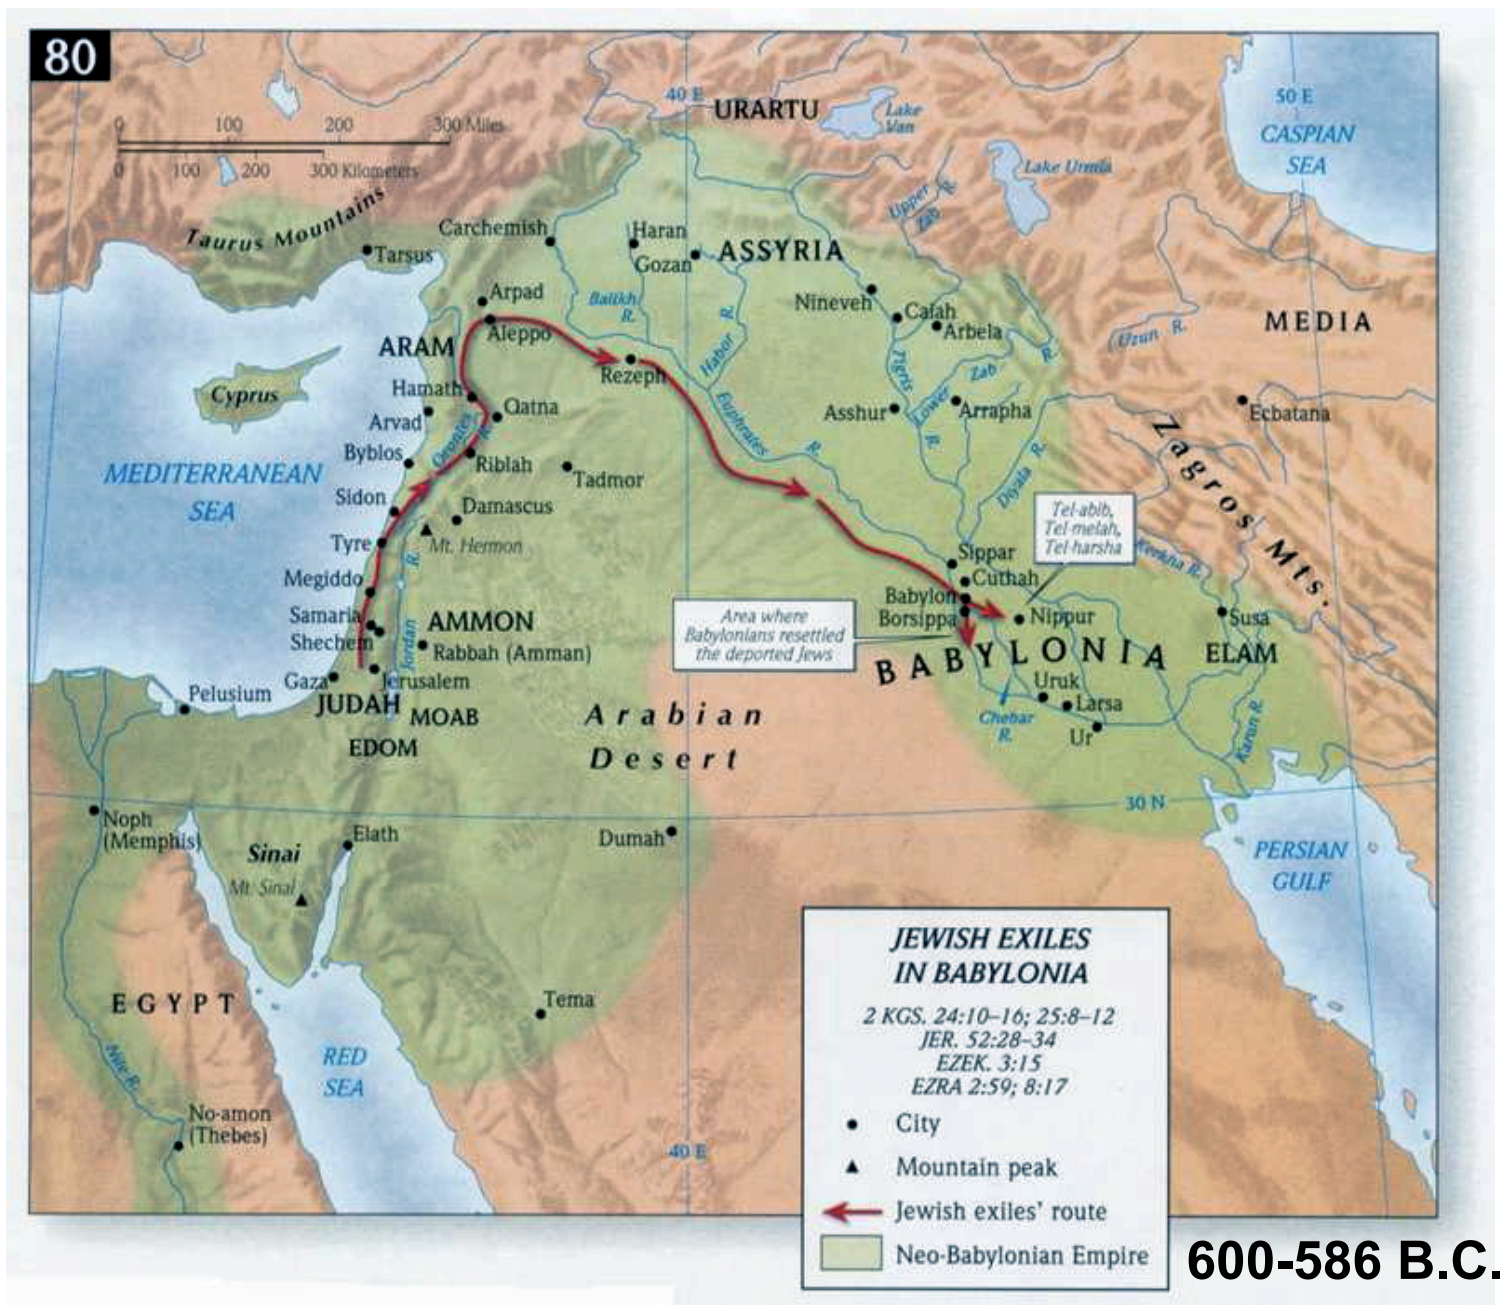 80
0 100 200 300 Miles
0 100 200 300 Kilometers
40 E
URARTU
Lake
Van
50 E
CASPIAN
SEA
Lake Urmia
Upper
Zab R.
Taurus Mountains
Tarsus
Carchemish
Haran
Gozan
ASSYRIA
Arpad
Balikh
R.
Nineveh
Calah
Arbela
Aleppo
ARAM
Habor R.
Tigris
R.
R.
Uzun R.
MEDIA
Rezeph
Cyprus
Hamath
Arvad
Qatna
Orontes
R.
Euphrates
R.
Asshur
Lower Zab
Arrapha
Ecbatana
Byblos
Riblah
Tadmor
Diyala R.
Zagros Mts.
MEDITERRANEAN
SEA
Sidon
Damascus
Tel-abib,
Tel-melah,
Tel-harsha
Tyre
Mt. Hermon
Sippar
Kerkha R.
Megiddo
Cuthah
Samaria
Shechem
Jordan
R.
AMMON
Rabbah (Amman)
Area where
Babylonians resettled
the deported Jews
Babylon
Borsippa
Nippur
Susa
BABYLONIA
ELAM
Gaza
Jerusalem
Pelusium
JUDAH
MOAB
EDOM
Arabian
Desert
Uruk
Larsa
Chebar
R.
Ur
Karun R.
30 N
Noph
(Memphis)
Sinai
Mt. Sinai
Elath
Dumah
PERSIAN
GULF
EGYPT
Tema
Nile R.
RED
SEA
No-amon
(Thebes)
40 E
JEWISH EXILES
IN BABYLONIA
2 KGS. 24:10–16; 25:8–12
JER. 52:28–34
EZEK. 3:15
EZRA 2:59; 8:17
City
Mountain peak
Jewish exiles' route
Neo-Babylonian Empire
600-586 B.C.